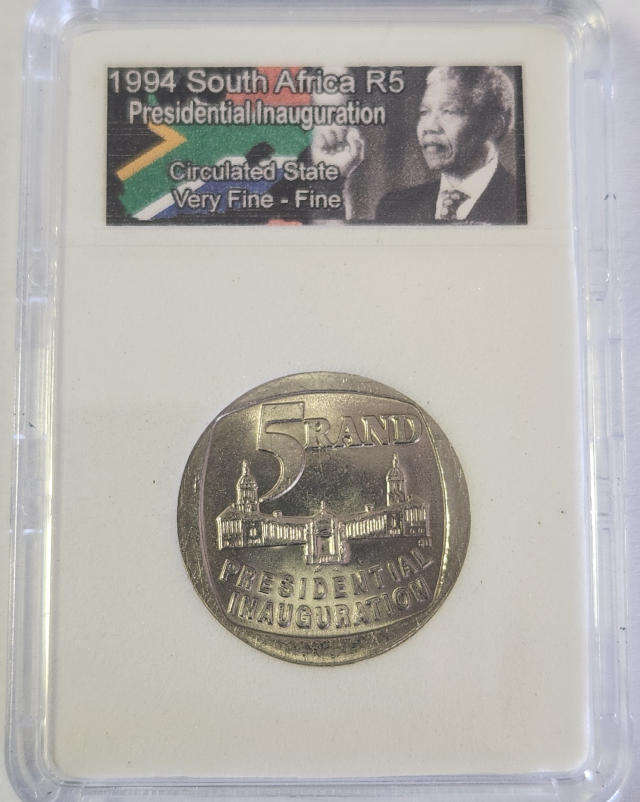 1994 South Africa R5
Presidential Inauguration
Circulated State
Very Fine - Fine
5 RAND
PRESIDENTIAL
INAUGURATION